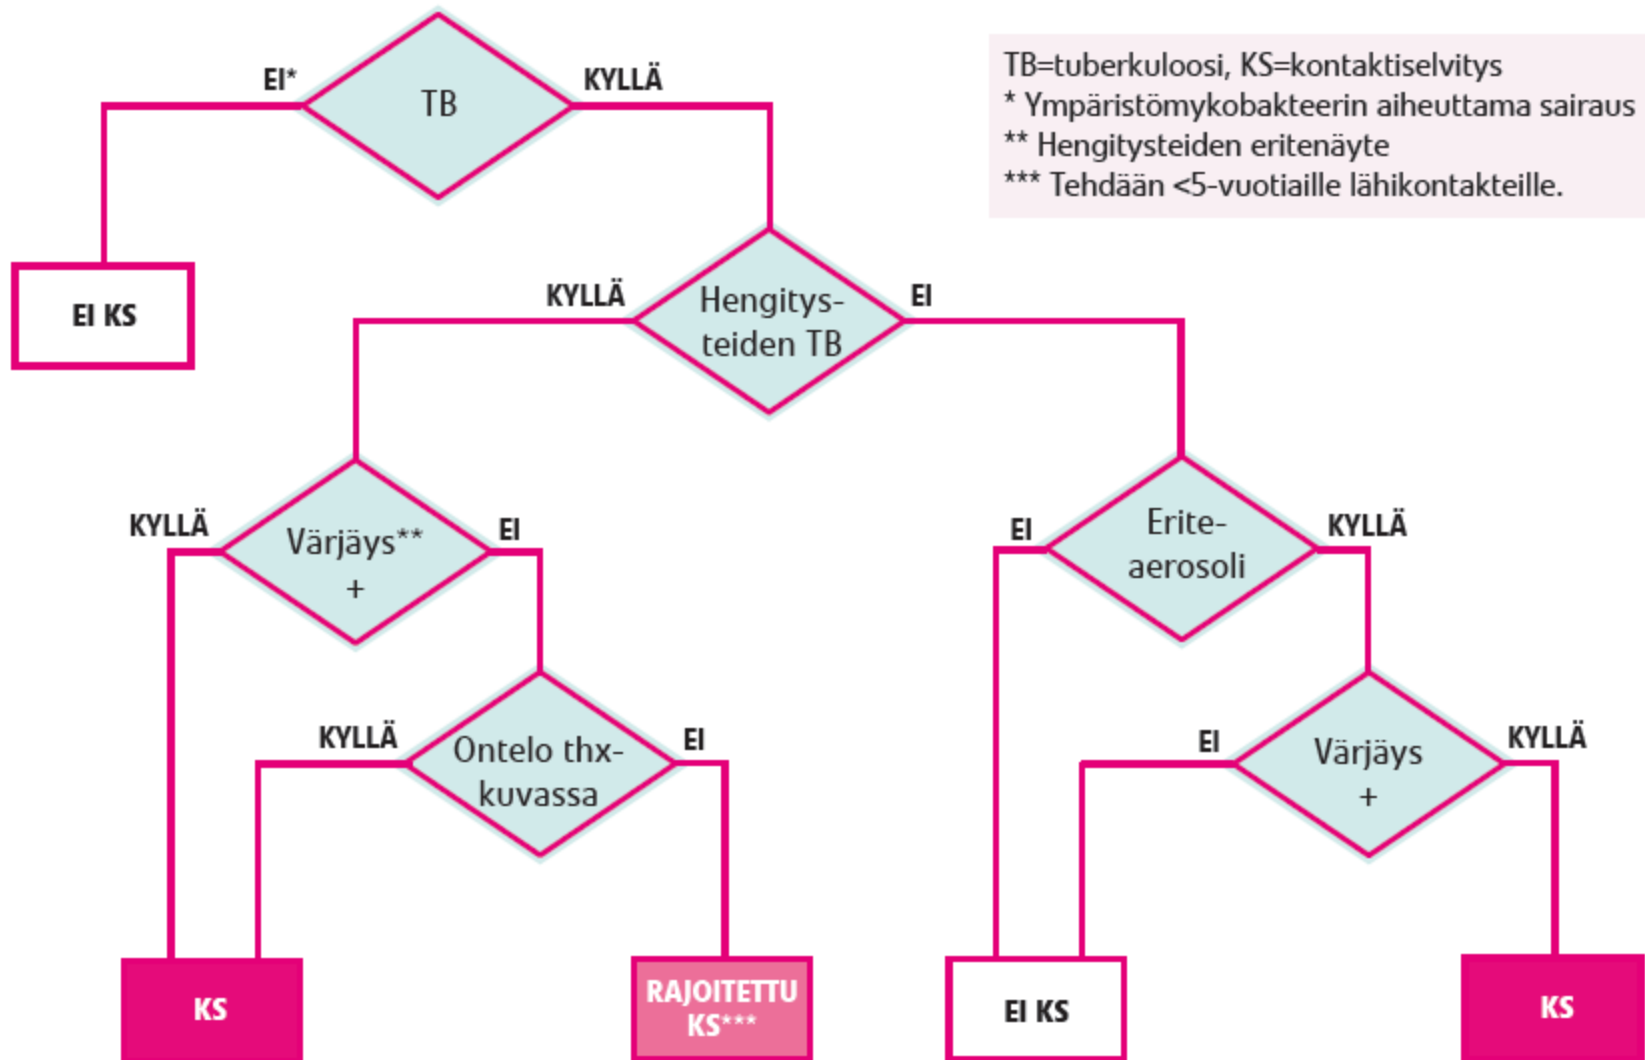 EI*
TB
KYLLÄ
TB=tuberkuloosi, KS=kontaktiselvitys
* Ympäristömykobakteerin aiheuttama sairaus
** Hengitysteiden eritenäyte
*** Tehdään <5-vuotiaille lähikontakteille.
EI KS
KYLLÄ
Hengitys-
teiden TB
EI
KYLLÄ
Värjäys**
+
EI
EI
Erite-
aerosoli
KYLLÄ
KYLLÄ
Ontelo thx-
kuvassa
EI
EI
Värjäys
+
KYLLÄ
KS
RAJOITETTU
KS***
EI KS
KS